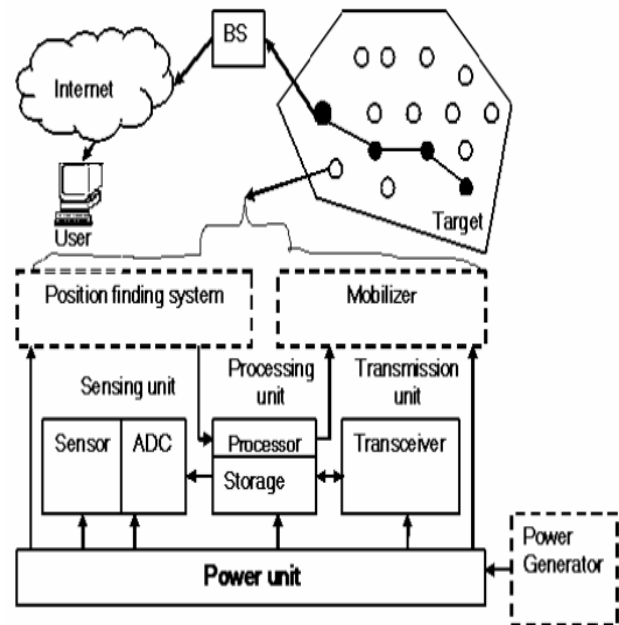 BS
Internet
User
Target
Position finding system
Mobilizer
Sensing unit
Processing
unit
Transmission
unit
Sensor
ADC
Processor
Storage
Transceiver
Power unit
Power
Generator